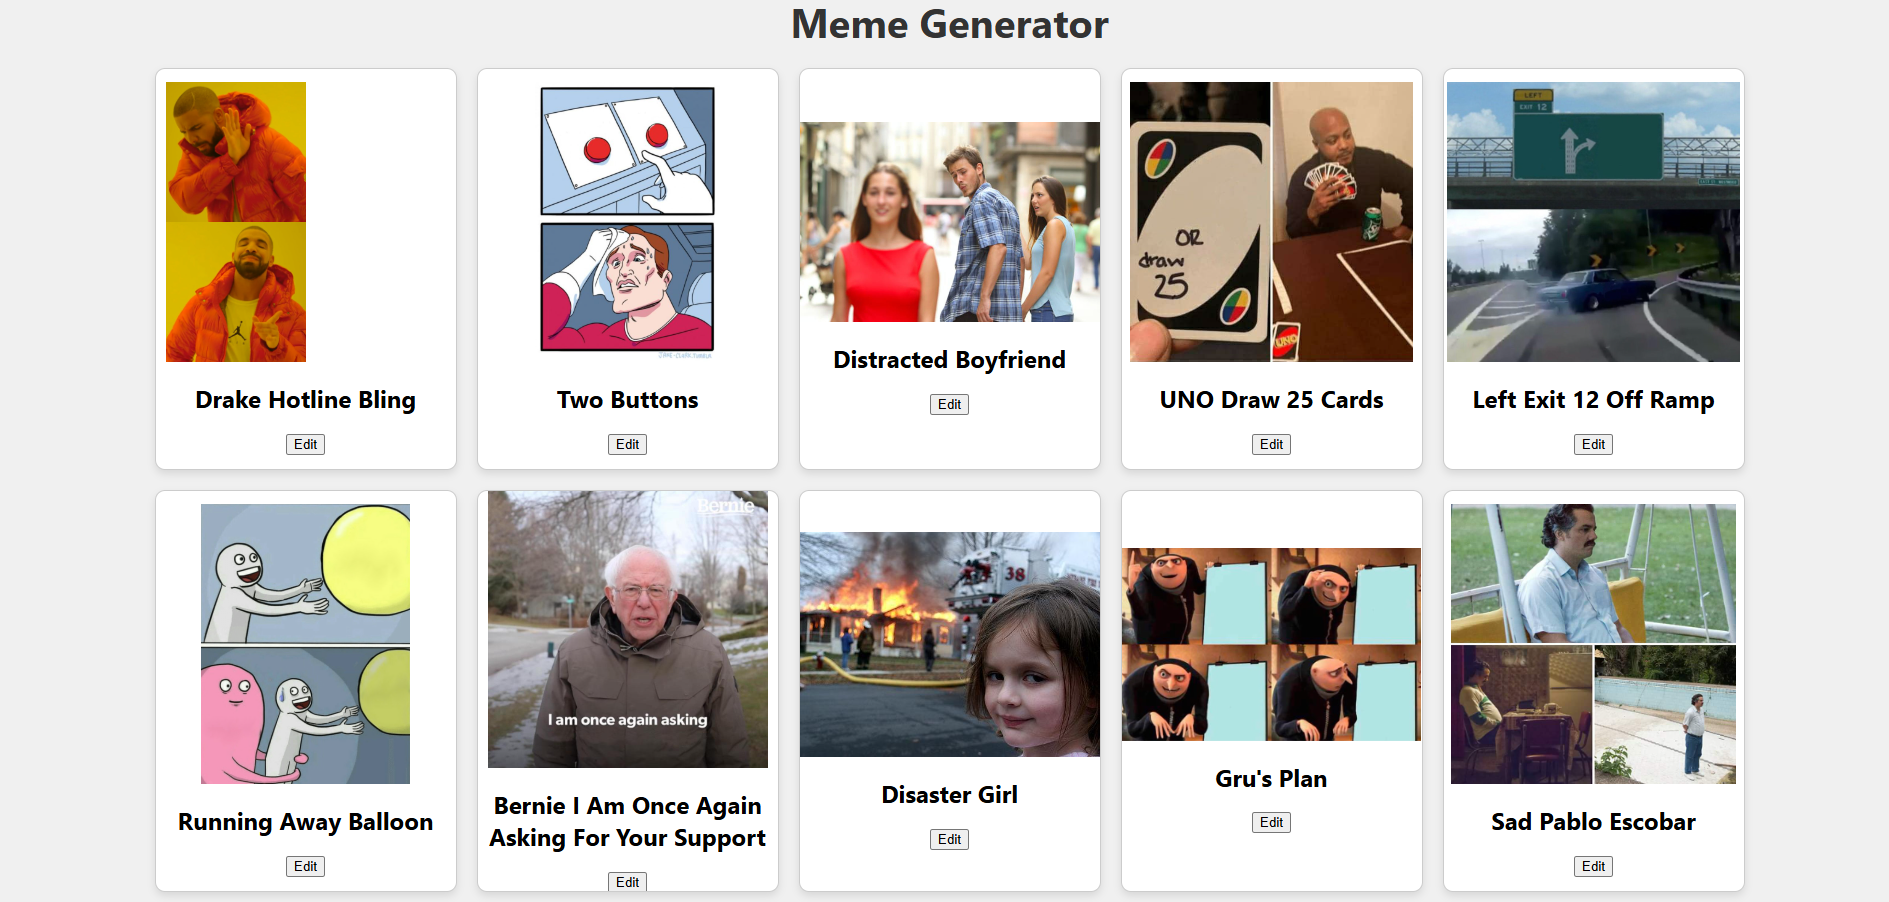 Meme Generator
OR
draw
25
UNO
LEFT
EXIT 12
Drake Hotline Bling
Two Buttons
Distracted Boyfriend
UNO Draw 25 Cards
Left Exit 12 Off Ramp
Edit
Edit
Edit
Edit
Edit
Bernie
38
I am once again asking
Running Away Balloon
Bernie I Am Once Again
Asking For Your Support
Disaster Girl
Gru's Plan
Sad Pablo Escobar
Edit
Edit
Edit
Edit
Edit